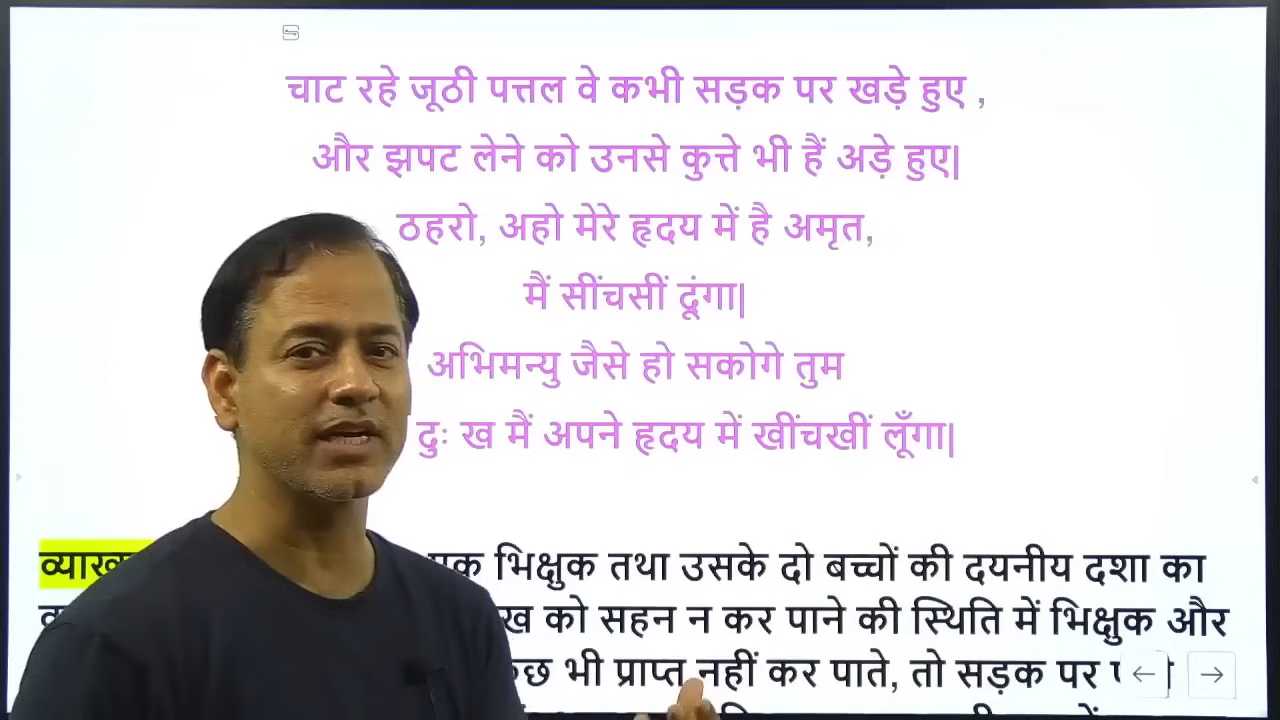 चाट रहे जूठी पत्तल वे कभी सड़क पर खड़े हुए ,
और झपट लेने को उनसे कुत्ते भी हैं अड़े हुए|
ठहरो, अहो मेरे हृदय में है अमृत,
मैं सींचसीं दूंगा|
अभिमन्यु जैसे हो सकोगे तुम
दुः ख मैं अपने हृदय में खींचखीं लूँगा|
भिक्षुक तथा उसके दो बच्चों की दयनीय दशा का
को सहन न कर पाने की स्थिति में भिक्षुक और
भी प्राप्त नहीं कर पाते, तो सड़क पर